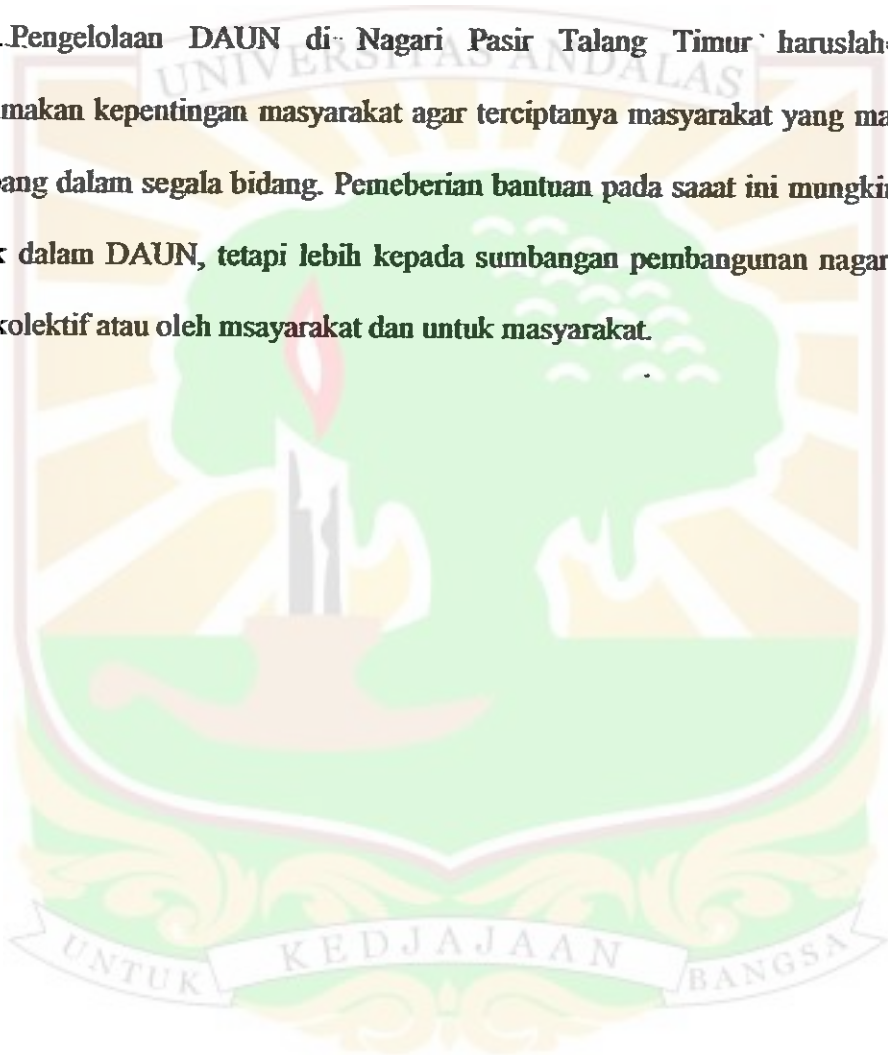 .Pengelolaan DAUN di Nagari Pasir Talang Timur haruslah
UNIVERSITAS ANDALAS
makan kepentingan masyarakat agar terciptanya masyarakat yang ma
ang dalam segala bidang. Pemeberian bantuan pada saaat ini mungkin
k dalam DAUN, tetapi lebih kepada sumbangan pembangunan nagar
kolektif atau oleh msayarakat dan untuk masyarakat.
UNTUK KEDJAJAAN BANGSA